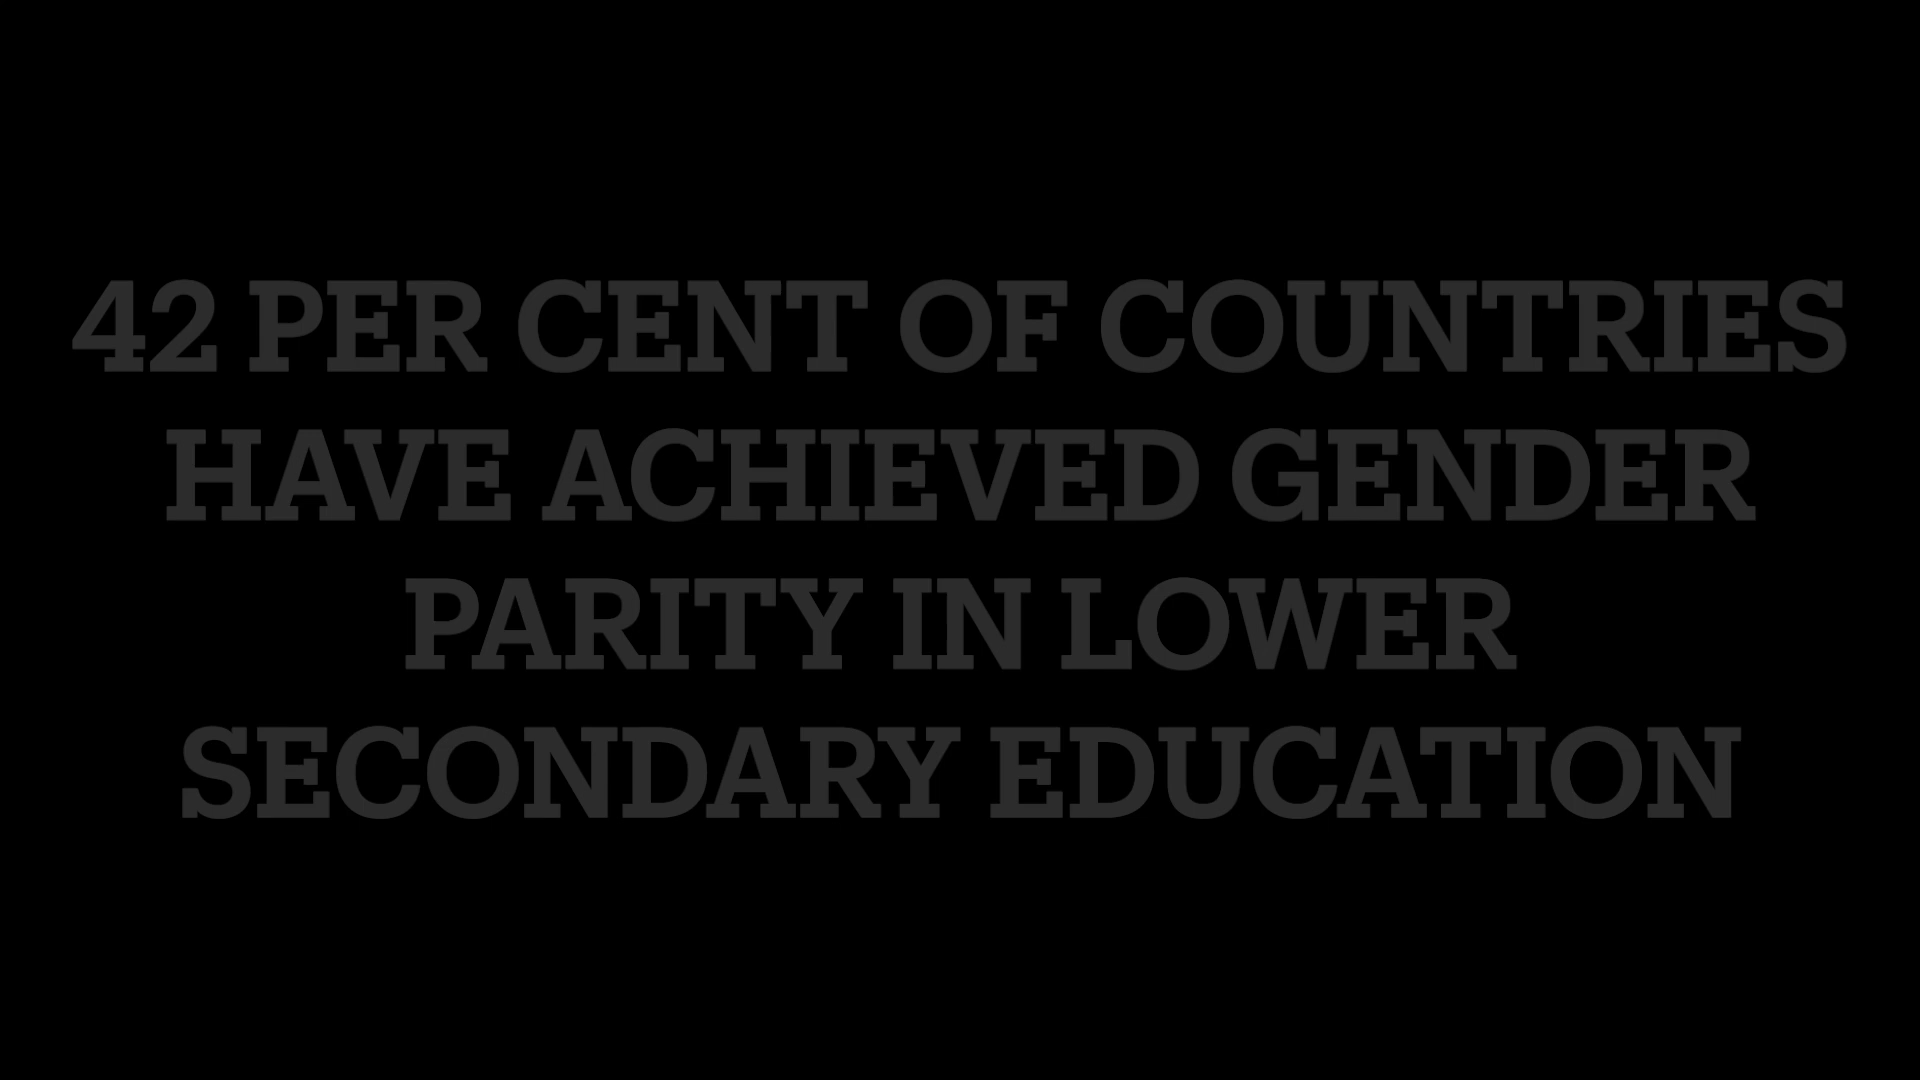 42 PER CENT OF COUNTRIES
HAVE ACHIEVED GENDER
PARITY IN LOWER
SECONDARY EDUCATION